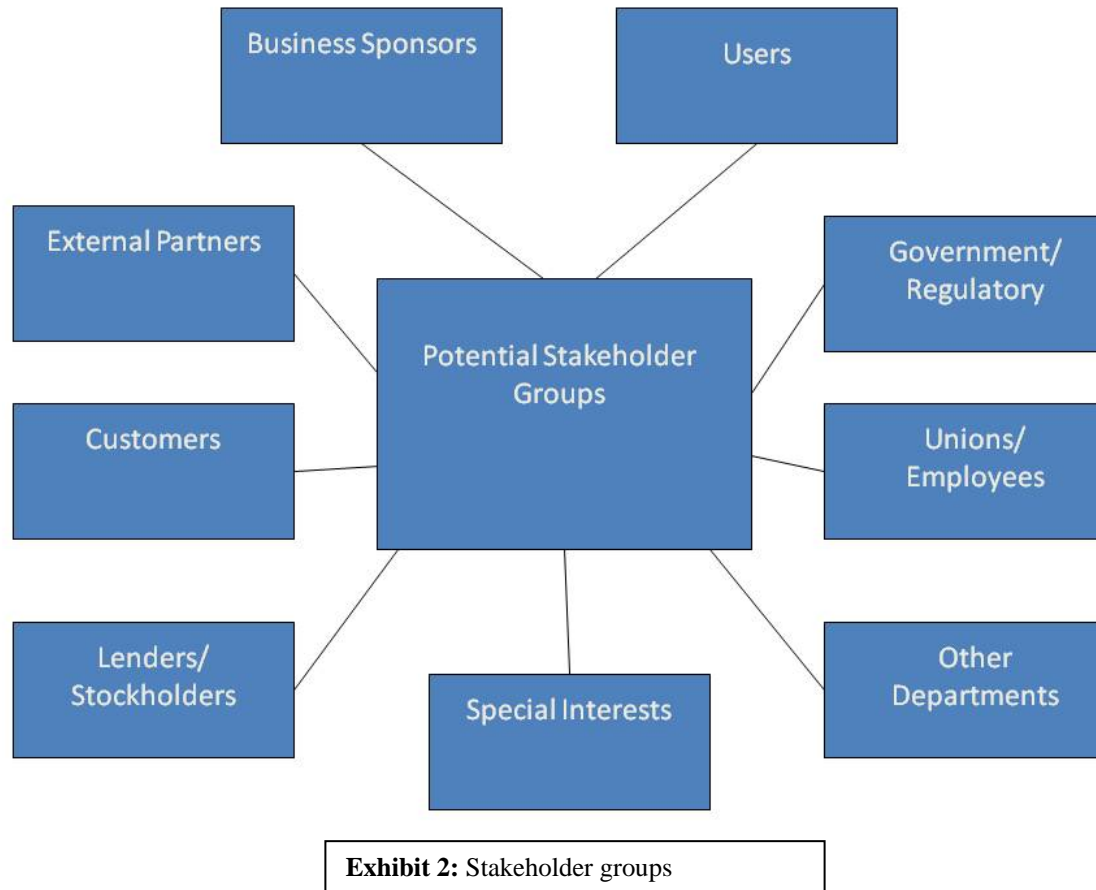 Business Sponsors
Users
External Partners
Government/
Regulatory
Potential Stakeholder
Groups
Customers
Unions/
Employees
Lenders/
Stockholders
Special Interests
Other
Departments
Exhibit 2: Stakeholder groups